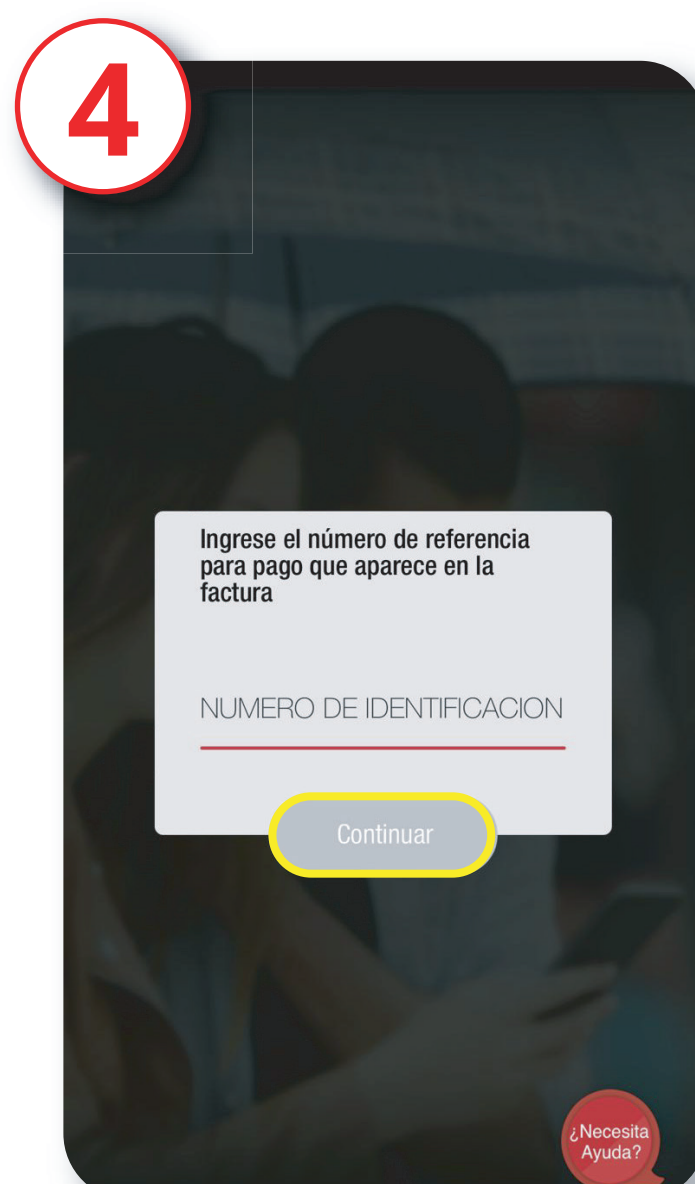 4
Ingrese el número de referencia
para pago que aparece en la
factura
NUMERO DE IDENTIFICACION
Continuar
¿Necesita
Ayuda?